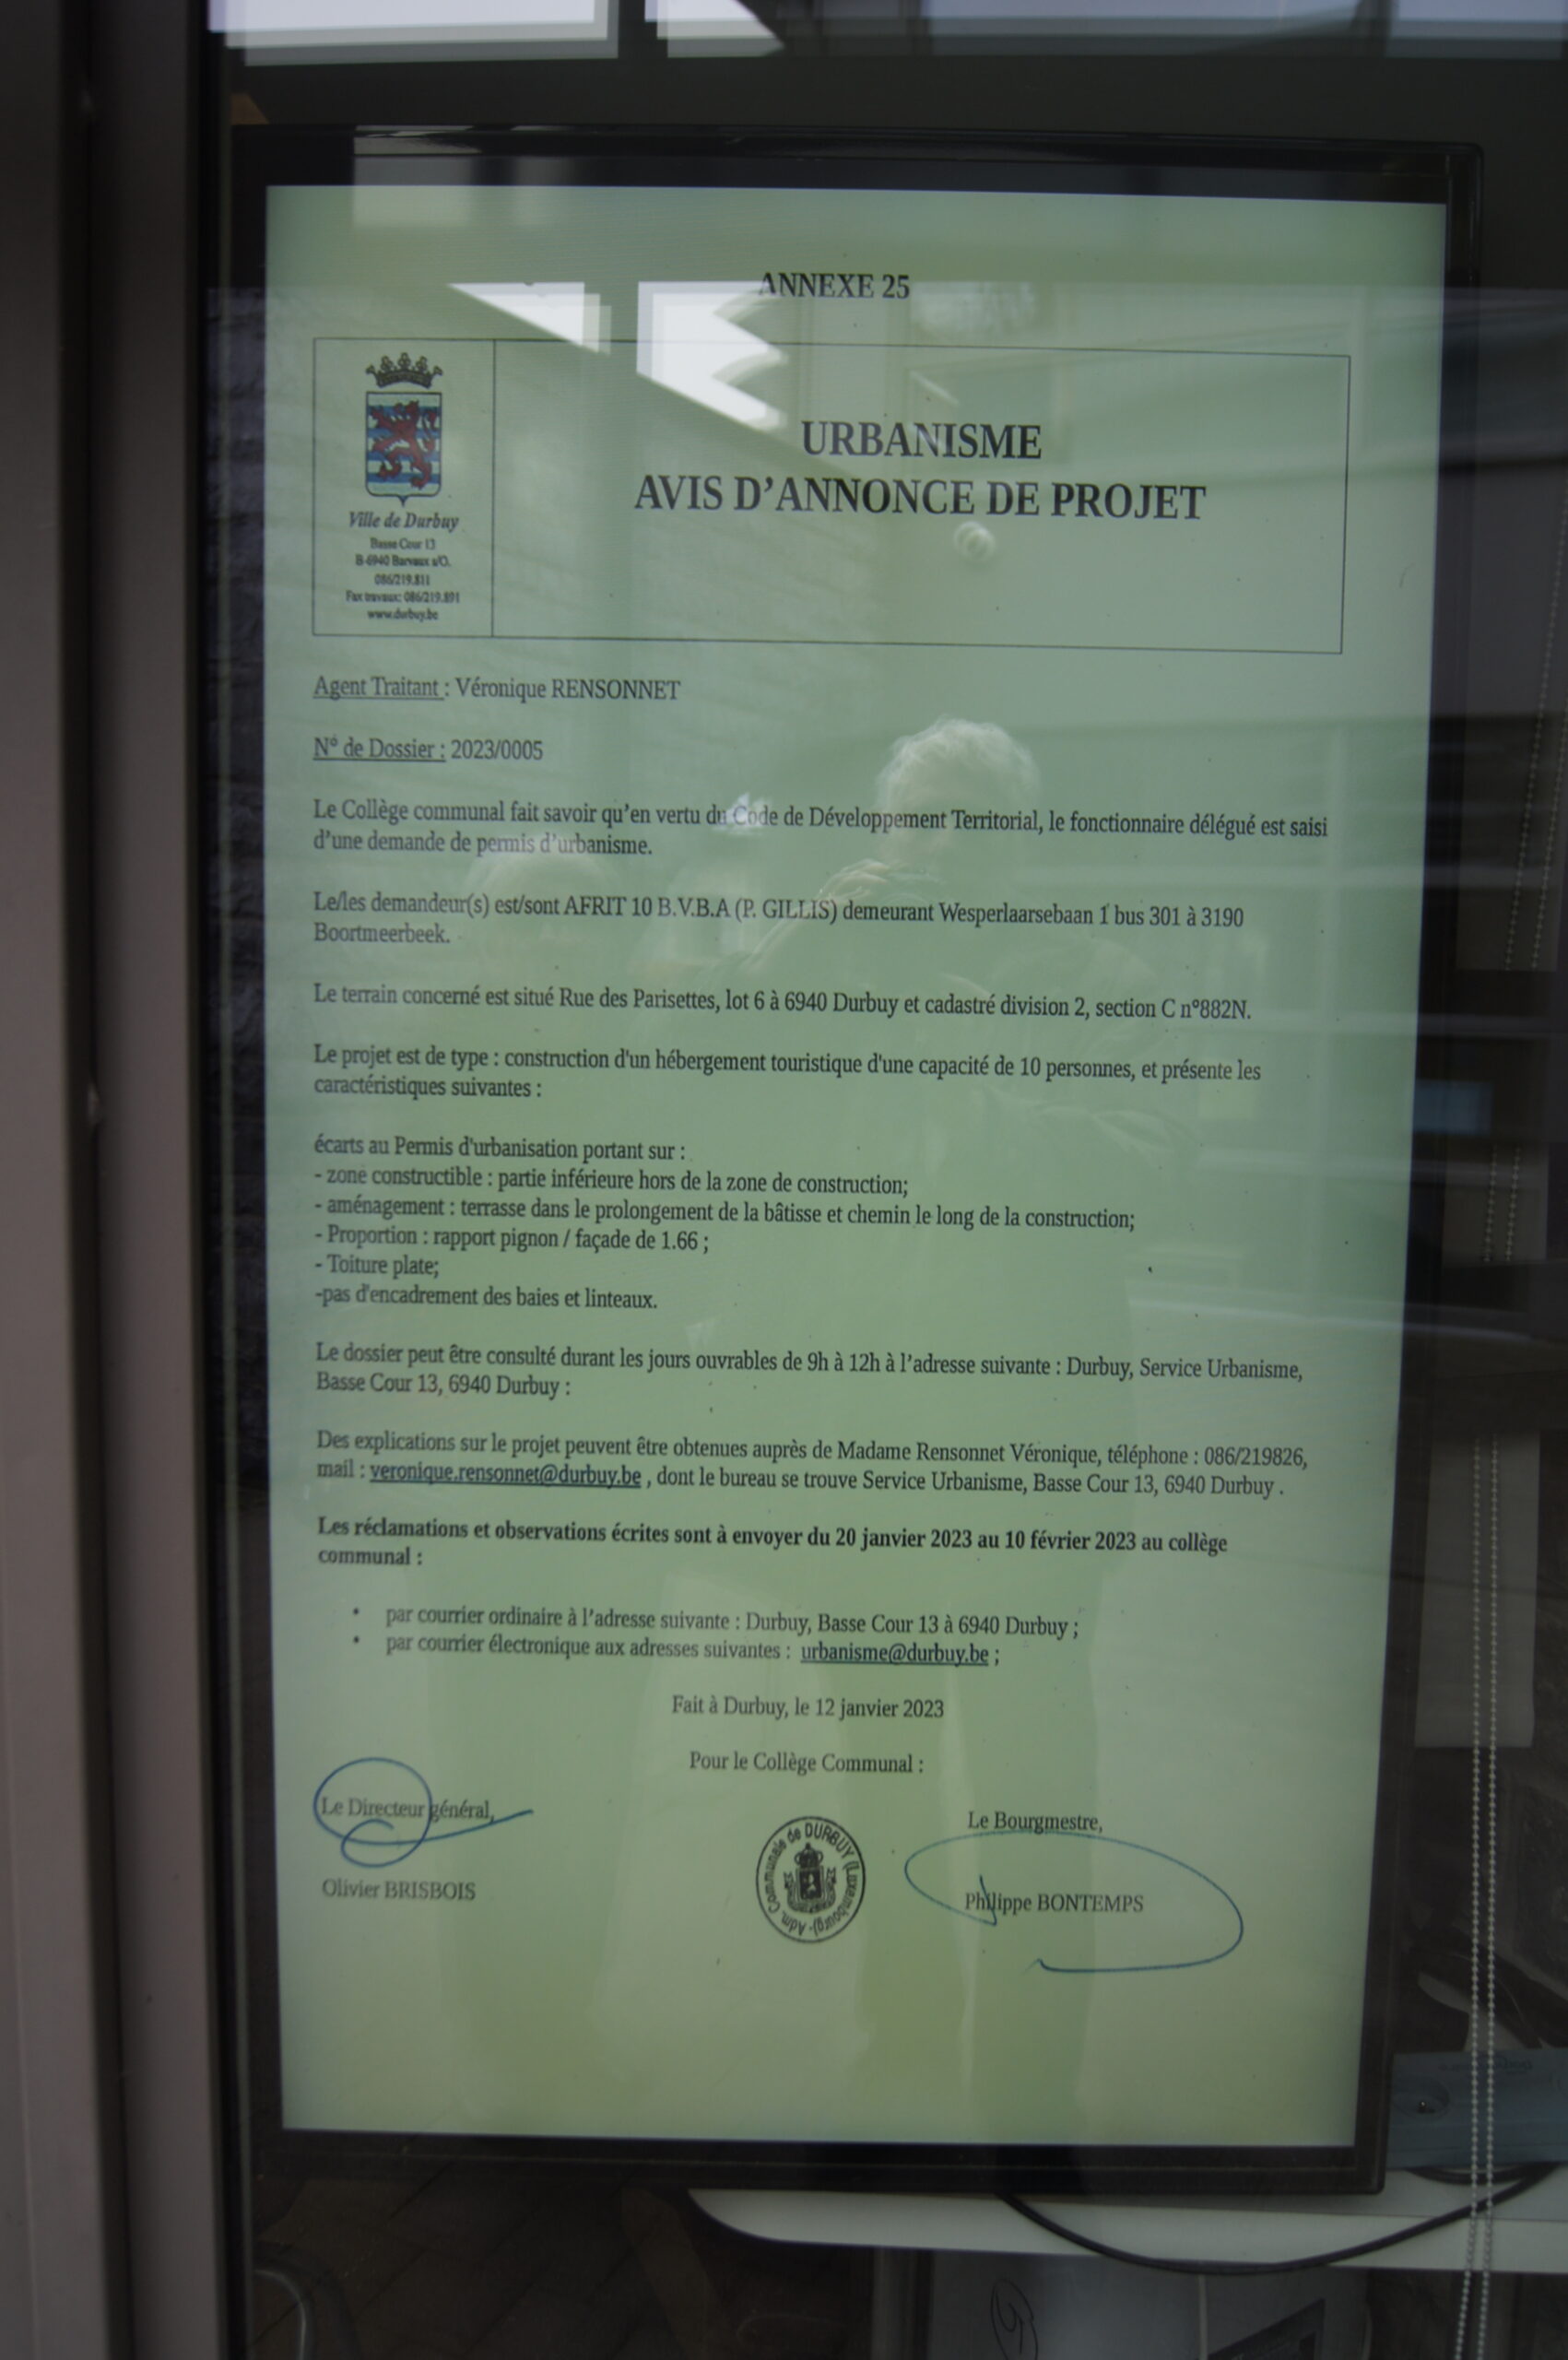 ANNEXE 25
URBANISME
AVIS D'ANNONCE DE PROJET
Ville de Durbuy
Basse Cour 13
B-6940 Barvaux s/O.
086/219.811
Fax travaux: 086/219.891
www.durbuy.be
Agent Traitant : Véronique RENSONNET
N° de Dossier : 2023/0005
Le Collège communal fait savoir qu'en vertu du Code de Développement Territorial, le fonctionnaire délégué est saisi
d'une demande de permis d'urbanisme.
Le/les demandeur(s) est/sont AFRIT 10 B.V.B.A (P. GILLIS) demeurant Wesperlaarsebaan 1 bus 301 à 3190
Boortmeerbeek.
Le terrain concerné est situé Rue des Parisettes, lot 6 à 6940 Durbuy et cadastré division 2, section C n°882N.
Le projet est de type : construction d'un hébergement touristique d'une capacité de 10 personnes, et présente les
caractéristiques suivantes :
écarts au Permis d'urbanisation portant sur :
- zone constructible : partie inférieure hors de la zone de construction;
- aménagement : terrasse dans le prolongement de la bâtisse et chemin le long de la construction;
- Proportion : rapport pignon / façade de 1.66 ;
- Toiture plate;
-pas d'encadrement des baies et linteaux.
Le dossier peut être consulté durant les jours ouvrables de 9h à 12h à l'adresse suivante : Durbuy, Service Urbanisme,
Basse Cour 13, 6940 Durbuy :
Des explications sur le projet peuvent être obtenues auprès de Madame Rensonnet Véronique, téléphone : 086/219826,
mail : veronique.rensonnet@durbuy.be , dont le bureau se trouve Service Urbanisme, Basse Cour 13, 6940 Durbuy .
Les réclamations et observations écrites sont à envoyer du 20 janvier 2023 au 10 février 2023 au collège
communal :
• par courrier ordinaire à l'adresse suivante : Durbuy, Basse Cour 13 à 6940 Durbuy ;
• par courrier électronique aux adresses suivantes : urbanisme@durbuy.be ;
Fait à Durbuy, le 12 janvier 2023
Pour le Collège Communal :
Le Directeur général,
Le Bourgmestre,
Adm. Communale de DURBUY (Luxembourg)
Olivier BRISBOIS
Philippe BONTEMPS